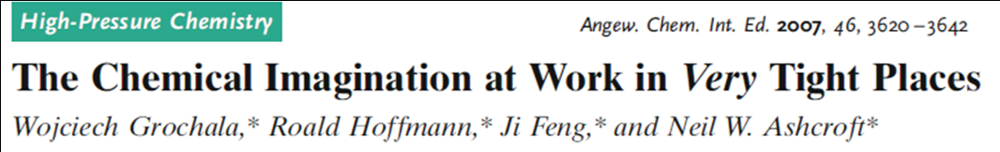 High-Pressure Chemistry
Angew. Chem. Int. Ed. 2007, 46, 3620–3642
The Chemical Imagination at Work in Very Tight Places
Wojciech Grochala,* Roald Hoffmann,* Ji Feng,* and Neil W. Ashcroft*